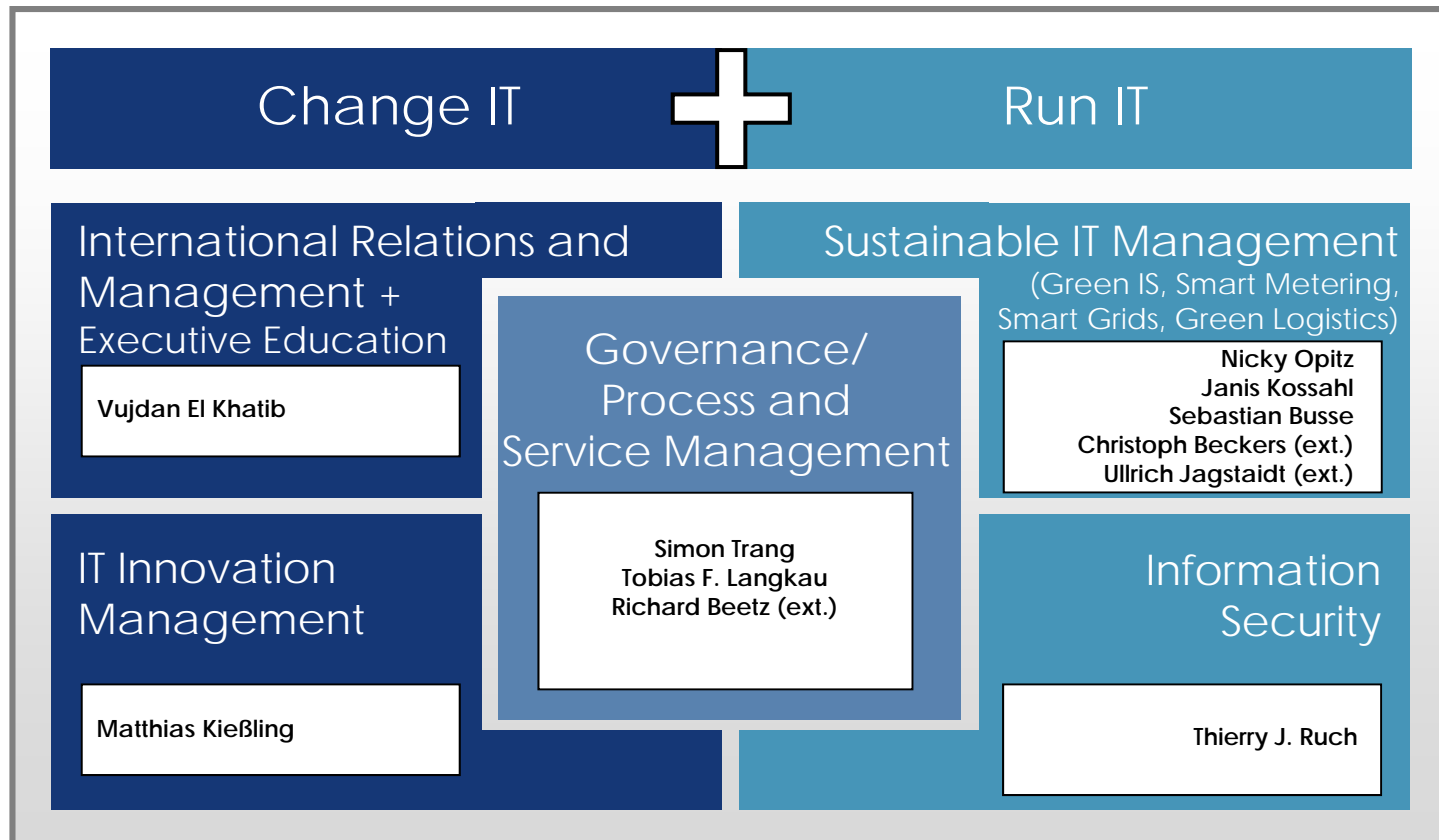 Change IT
Run IT
International Relations and
Management +
Executive Education
Vujdan El Khatib
Sustainable IT Management
(Green IS, Smart Metering,
Smart Grids, Green Logistics)
Nicky Opitz
Janis Kossahl
Sebastian Busse
Christoph Beckers (ext.)
Ullrich Jagstaidt (ext.)
Governance/
Process and
Service Management
Simon Trang
Tobias F. Langkau
Richard Beetz (ext.)
IT Innovation
Management
Matthias Kießling
Information
Security
Thierry J. Ruch